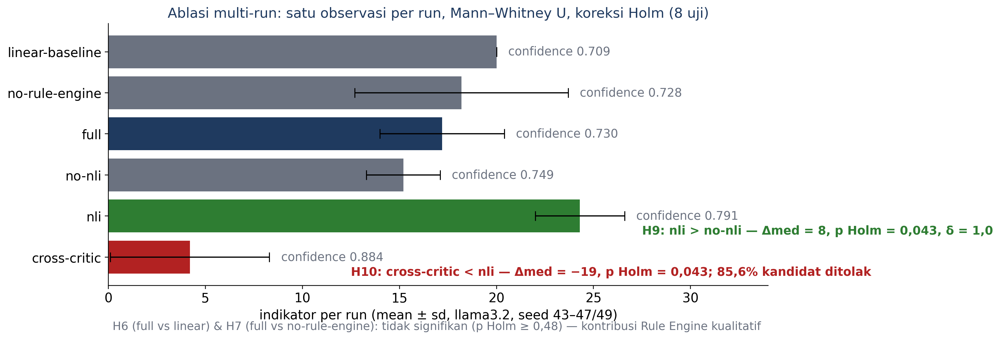 Ablasi multi-run: satu observasi per run, Mann–Whitney U, koreksi Holm (8 uji)
linear-baseline
confidence 0.709
no-rule-engine
confidence 0.728
full
confidence 0.730
no-nli
confidence 0.749
nli
confidence 0.791
H9: nli > no-nli — Δmed = 8, p Holm = 0,043, δ = 1,0
cross-critic
confidence 0.884
H10: cross-critic < nli — Δmed = −19, p Holm = 0,043; 85,6% kandidat ditolak
0 5 10 15 20 25 30
indikator per run (mean ± sd, llama3.2, seed 43–47/49)
H6 (full vs linear) & H7 (full vs no-rule-engine): tidak signifikan (p Holm ≥ 0,48) — kontribusi Rule Engine kualitatif